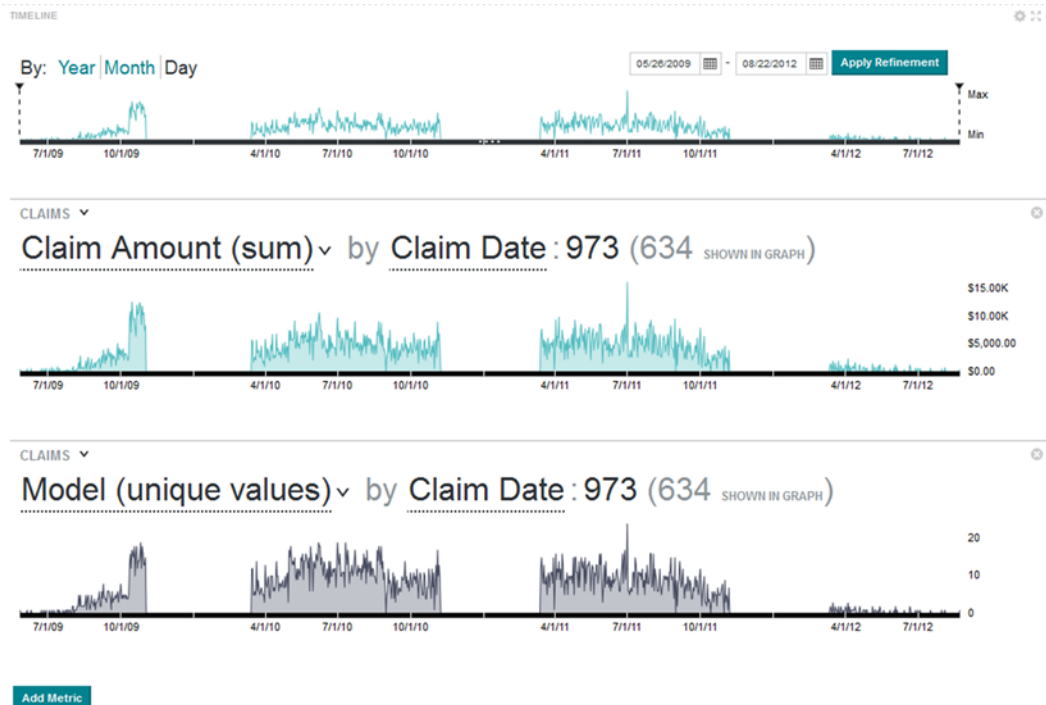 TIMELINE
By: Year Month Day
05/26/2009 - 08/22/2012 Apply Refinement
Max
Min
7/1/09 10/1/09 4/1/10 7/1/10 10/1/10 4/1/11 7/1/11 10/1/11 4/1/12 7/1/12
CLAIMS
Claim Amount (sum) by Claim Date : 973 (634 SHOWN IN GRAPH)
$15.00K
$10.00K
$5,000.00
$0.00
7/1/09 10/1/09 4/1/10 7/1/10 10/1/10 4/1/11 7/1/11 10/1/11 4/1/12 7/1/12
CLAIMS
Model (unique values) by Claim Date : 973 (634 SHOWN IN GRAPH)
20
10
0
7/1/09 10/1/09 4/1/10 7/1/10 10/1/10 4/1/11 7/1/11 10/1/11 4/1/12 7/1/12
Add Metric